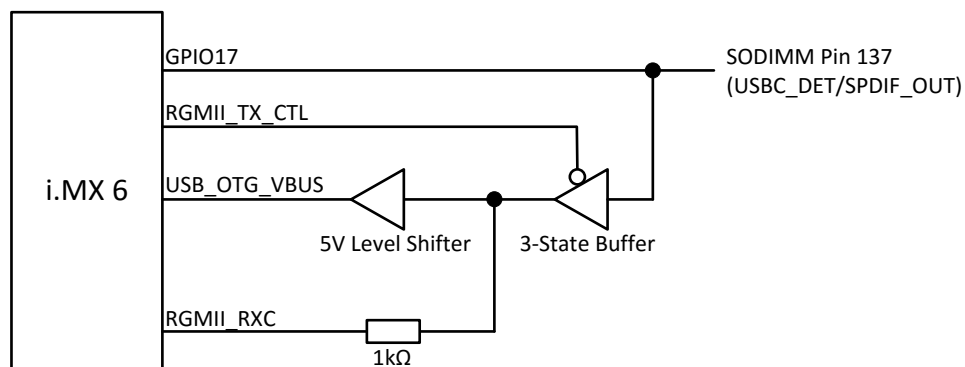 GPIO17
SODIMM Pin 137
(USBC_DET/SPDIF_OUT)
RGMII_TX_CTL
i.MX 6
USB_OTG_VBUS
5V Level Shifter
3-State Buffer
RGMII_RXC
1kΩ